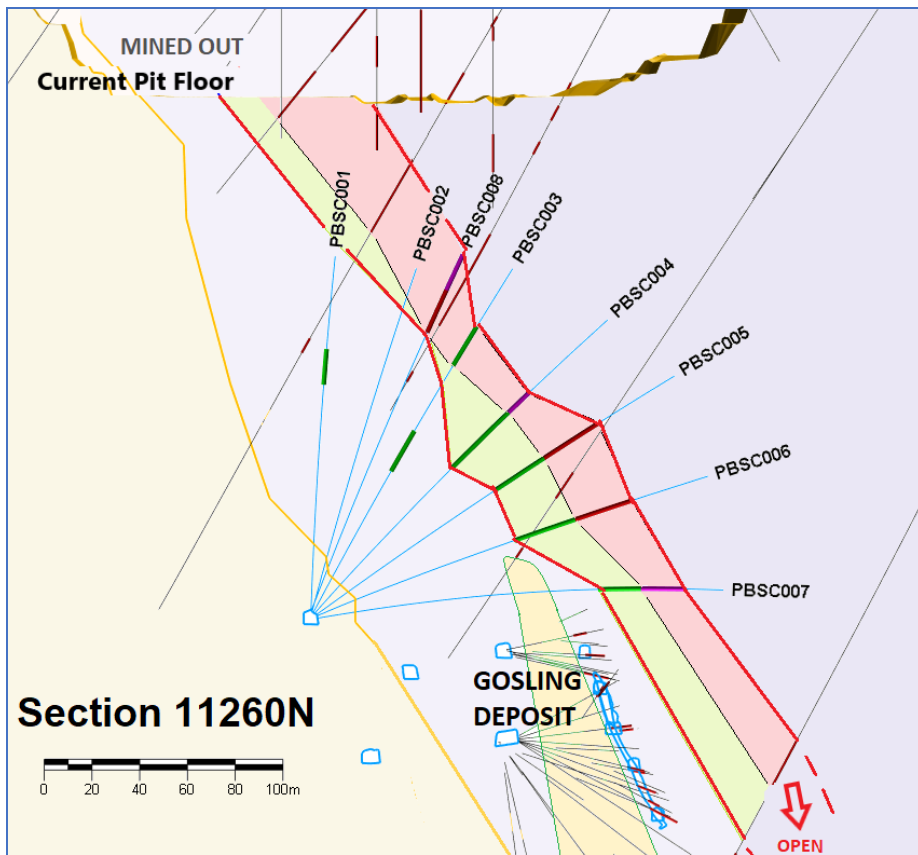 MINED OUT
Current Pit Floor
PBSC001
PBSC002
PBSC008
PBSC003
PBSC004
PBSC005
PBSC006
PBSC007
GOSLING
DEPOSIT
Section 11260N
0 20 40 60 80 100m
OPEN